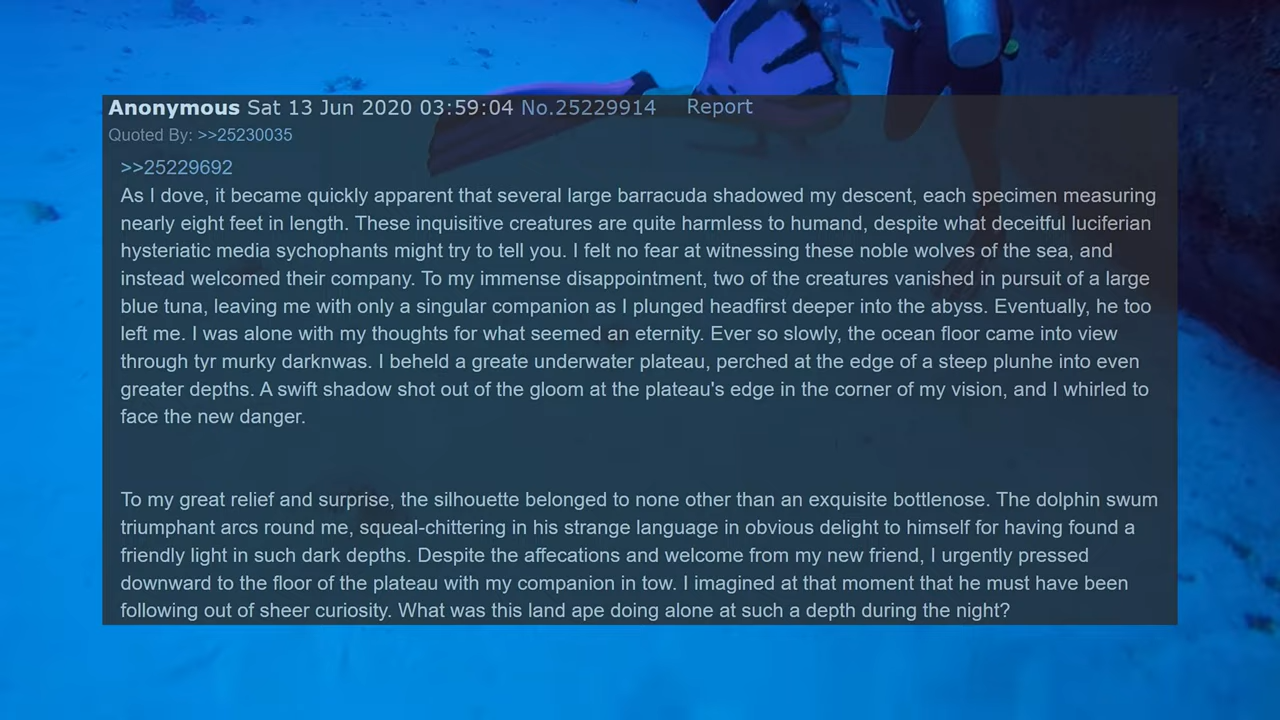 Anonymous Sat 13 Jun 2020 03:59:04 No.25229914 Report
Quoted By: >>25230035
>>25229692
As I dove, it became quickly apparent that several large barracuda shadowed my descent, each specimen measuring
nearly eight feet in length. These inquisitive creatures are quite harmless to humand, despite what deceitful luciferian
hysteriatic media sychophants might try to tell you. I felt no fear at witnessing these noble wolves of the sea, and
instead welcomed their company. To my immense disappointment, two of the creatures vanished in pursuit of a large
blue tuna, leaving me with only a singular companion as I plunged headfirst deeper into the abyss. Eventually, he too
left me. I was alone with my thoughts for what seemed an eternity. Ever so slowly, the ocean floor came into view
through tyr murky darknwas. I beheld a greate underwater plateau, perched at the edge of a steep plunhe into even
greater depths. A swift shadow shot out of the gloom at the plateau's edge in the corner of my vision, and I whirled to
face the new danger.
To my great relief and surprise, the silhouette belonged to none other than an exquisite bottlenose. The dolphin swum
triumphant arcs round me, squeal-chittering in his strange language in obvious delight to himself for having found a
friendly light in such dark depths. Despite the affecations and welcome from my new friend, I urgently pressed
downward to the floor of the plateau with my companion in tow. I imagined at that moment that he must have been
following out of sheer curiosity. What was this land ape doing alone at such a depth during the night?